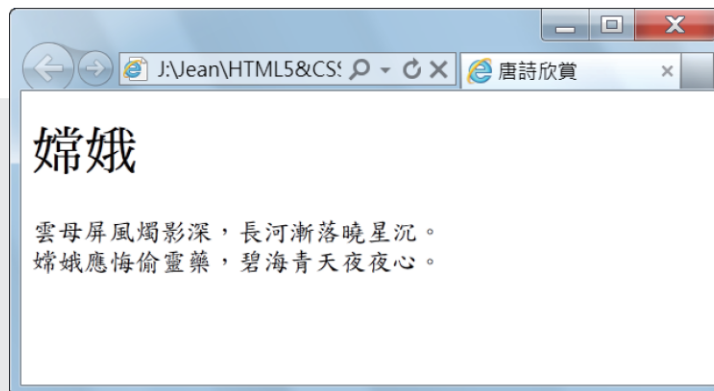 J:\Jean\HTML5&CSS
唐詩欣賞
嫦娥
雲母屏風燭影深，長河漸落曉星沉。
嫦娥應悔偷靈藥，碧海青天夜夜心。